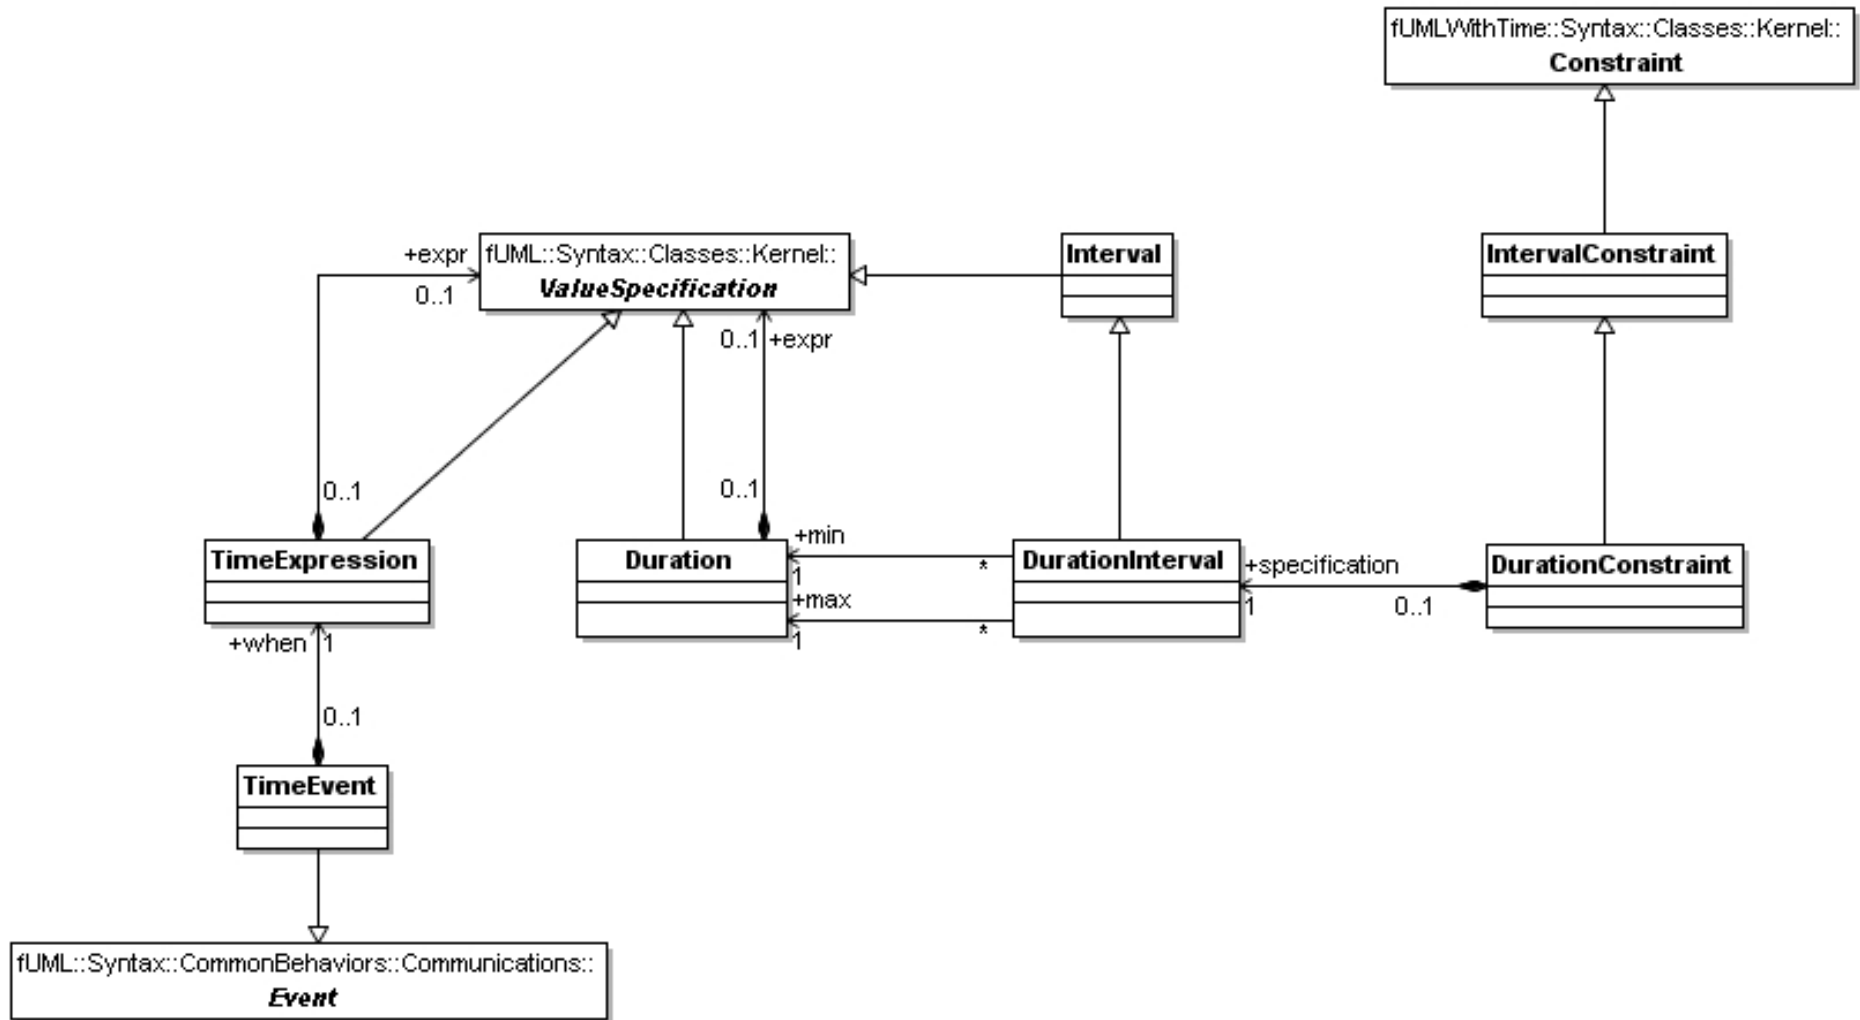 fUMLWithTime::Syntax::Classes::Kernel::
Constraint
+expr
0..1
fUML::Syntax::Classes::Kernel::
ValueSpecification
Interval
IntervalConstraint
0..1
+expr
0..1
0..1
TimeExpression
Duration
+min
1
*
+max
1
*
DurationInterval
+specification
1
0..1
DurationConstraint
+when
1
0..1
TimeEvent
fUML::Syntax::CommonBehaviors::Communications::
Event